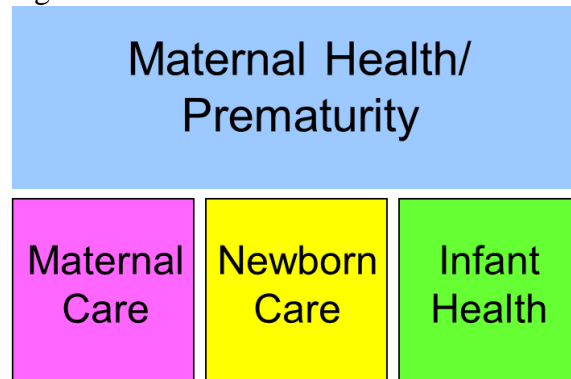 Maternal Health/
Prematurity
Maternal
Care
Newborn
Care
Infant
Health